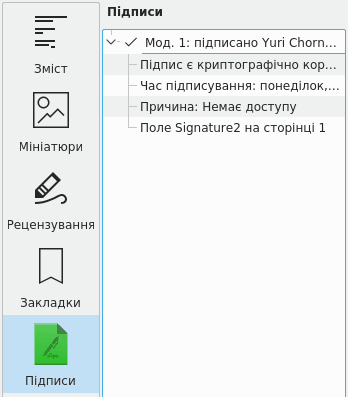 Підписи
Зміст
Мініатюри
Рецензування
Закладки
Підписи
Мод. 1: підписано Yuri Chorn...
Підпис є криптографічно кор...
Час підписування: понеділок,...
Причина: Немає доступу
Поле Signature2 на сторінці 1